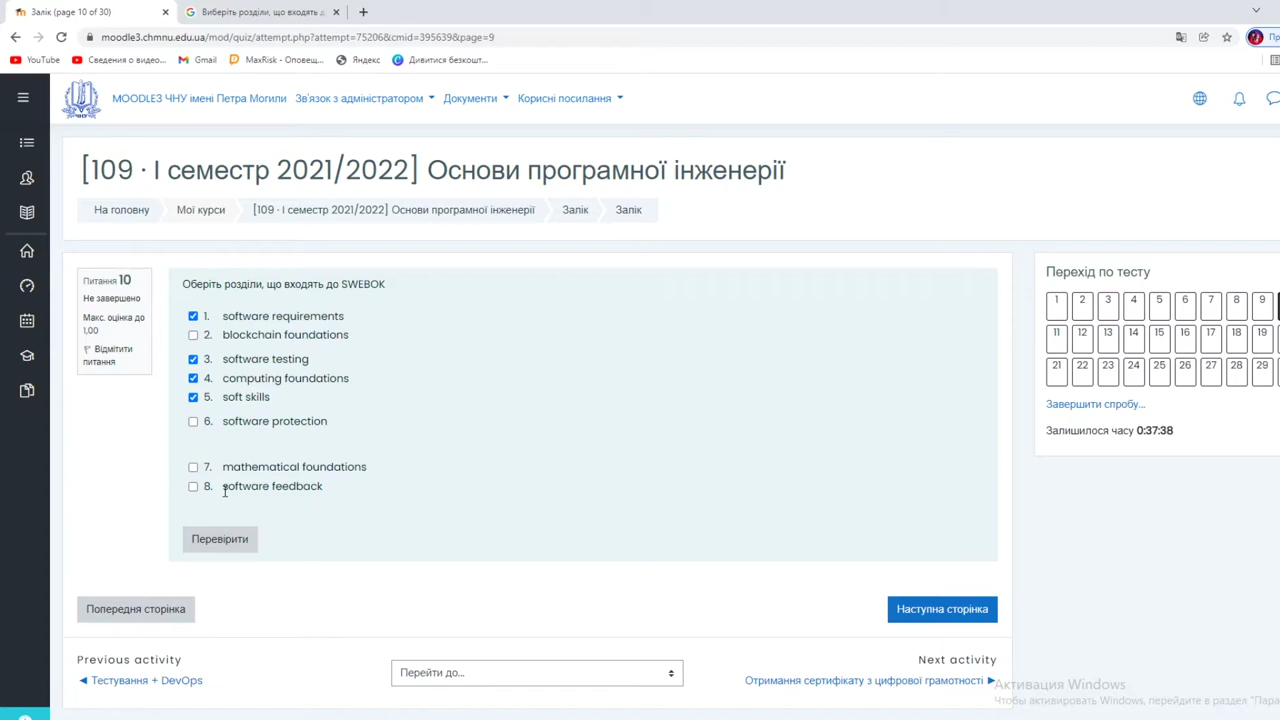 Залік (page 10 of 30)
Виберіть розділи, що входять д
moodle3.chmnu.edu.ua/mod/quiz/attempt.php?attempt=75206&cmid=395639&page=9
YouTube
Сведения о видео...
Gmail
MaxRisk - Оповещ...
Яндекс
Дивитися безкошт...
MOODLE3 ЧНУ імені Петра Могили
Зв'язок з адміністратором
Документи
Корисні посилання
[109 · І семестр 2021/2022] Основи програмної інженерії
На головну
Мої курси
[109 · І семестр 2021/2022] Основи програмної інженерії
Залік
Залік
Питання 10
Не завершено
Макс. оцінка до
1,00
Відмітити
питання
Оберіть розділи, що входять до SWEBOK
1. software requirements
2. blockchain foundations
3. software testing
4. computing foundations
5. soft skills
6. software protection
7. mathematical foundations
8. software feedback
Перевірити
Перехід по тесту
1 2 3 4 5 6 7 8 9
11 12 13 14 15 16 17 18 19
21 22 23 24 25 26 27 28 29
Завершити спробу...
Залишилося часу 0:37:38
Попередня сторінка
Наступна сторінка
Previous activity
◀ Тестування + DevOps
Перейти до...
Next activity
Отримання сертифікату з цифрової грамотності ▶
Активация Windows
Чтобы активировать Windows, перейдите в раздел "Пара